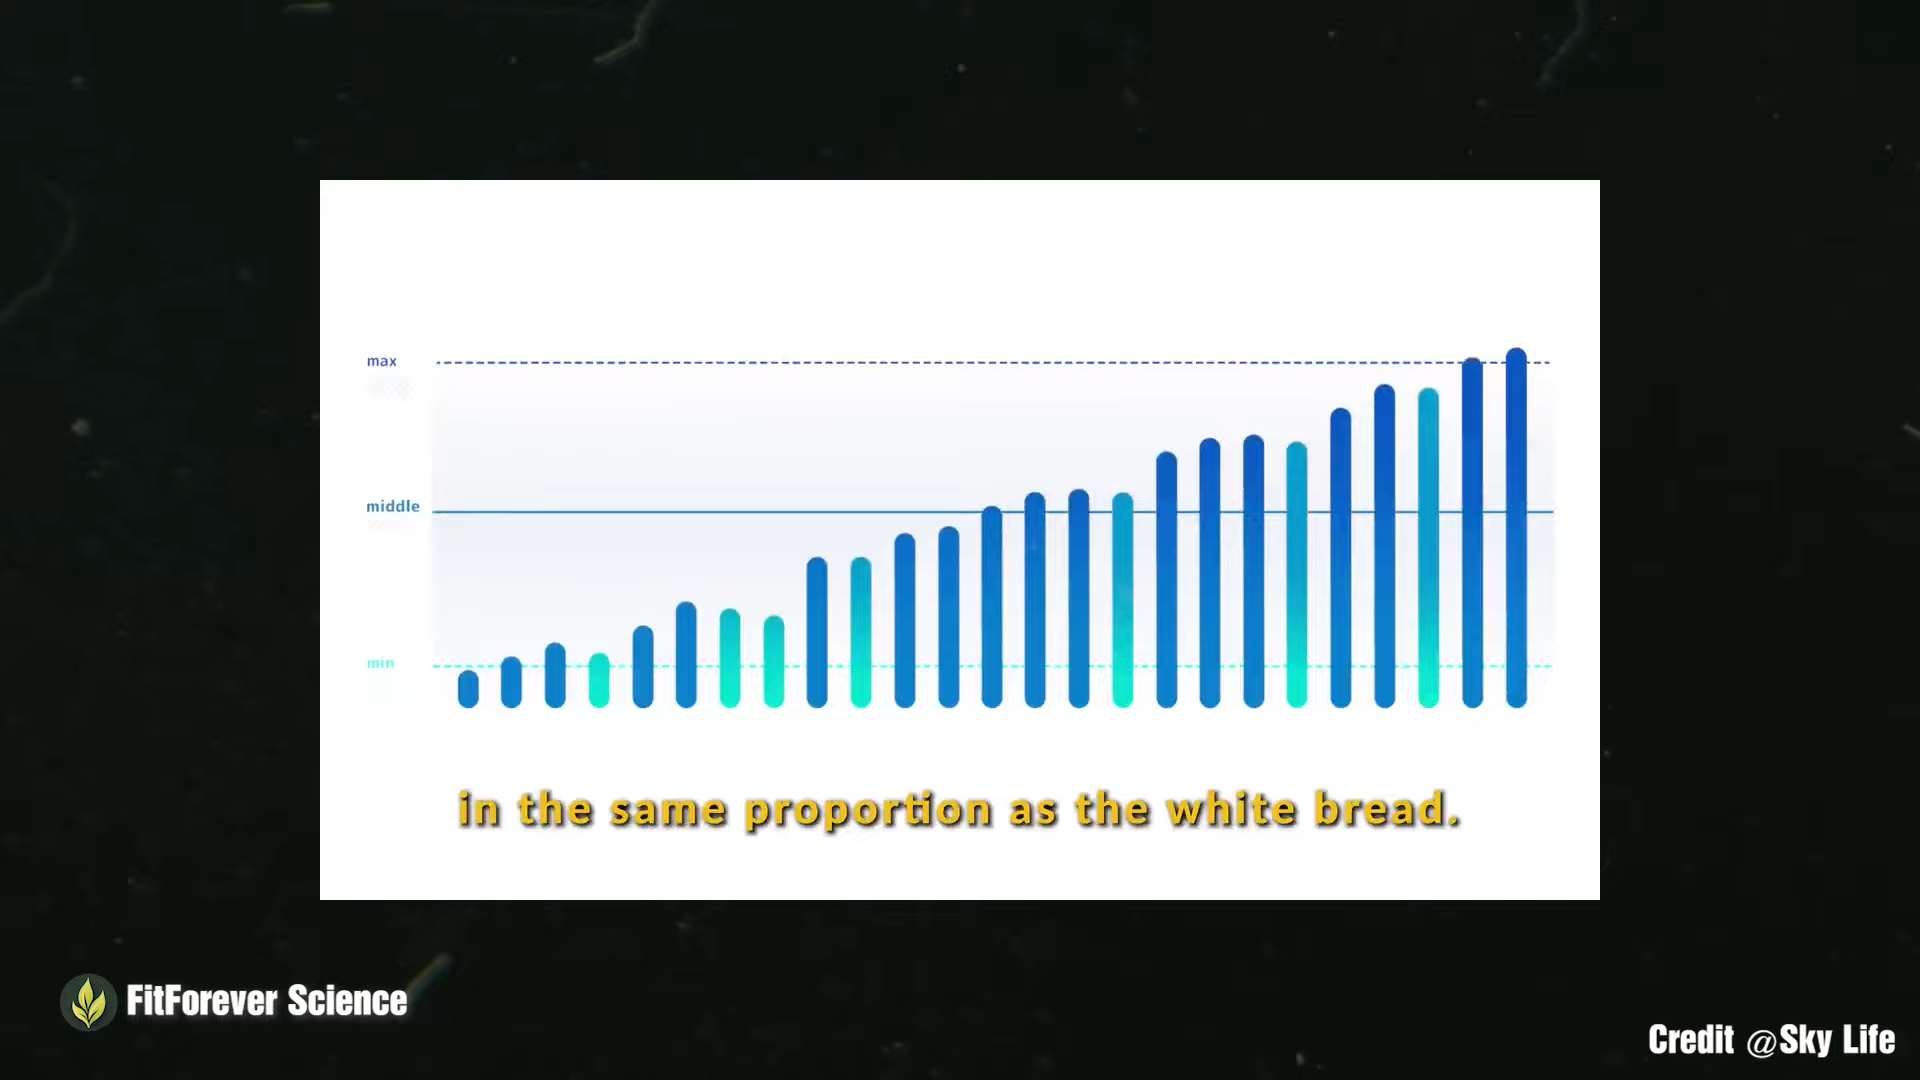 max
middle
min
in the same proportion as the white bread.
FitForever Science
Credit @Sky Life